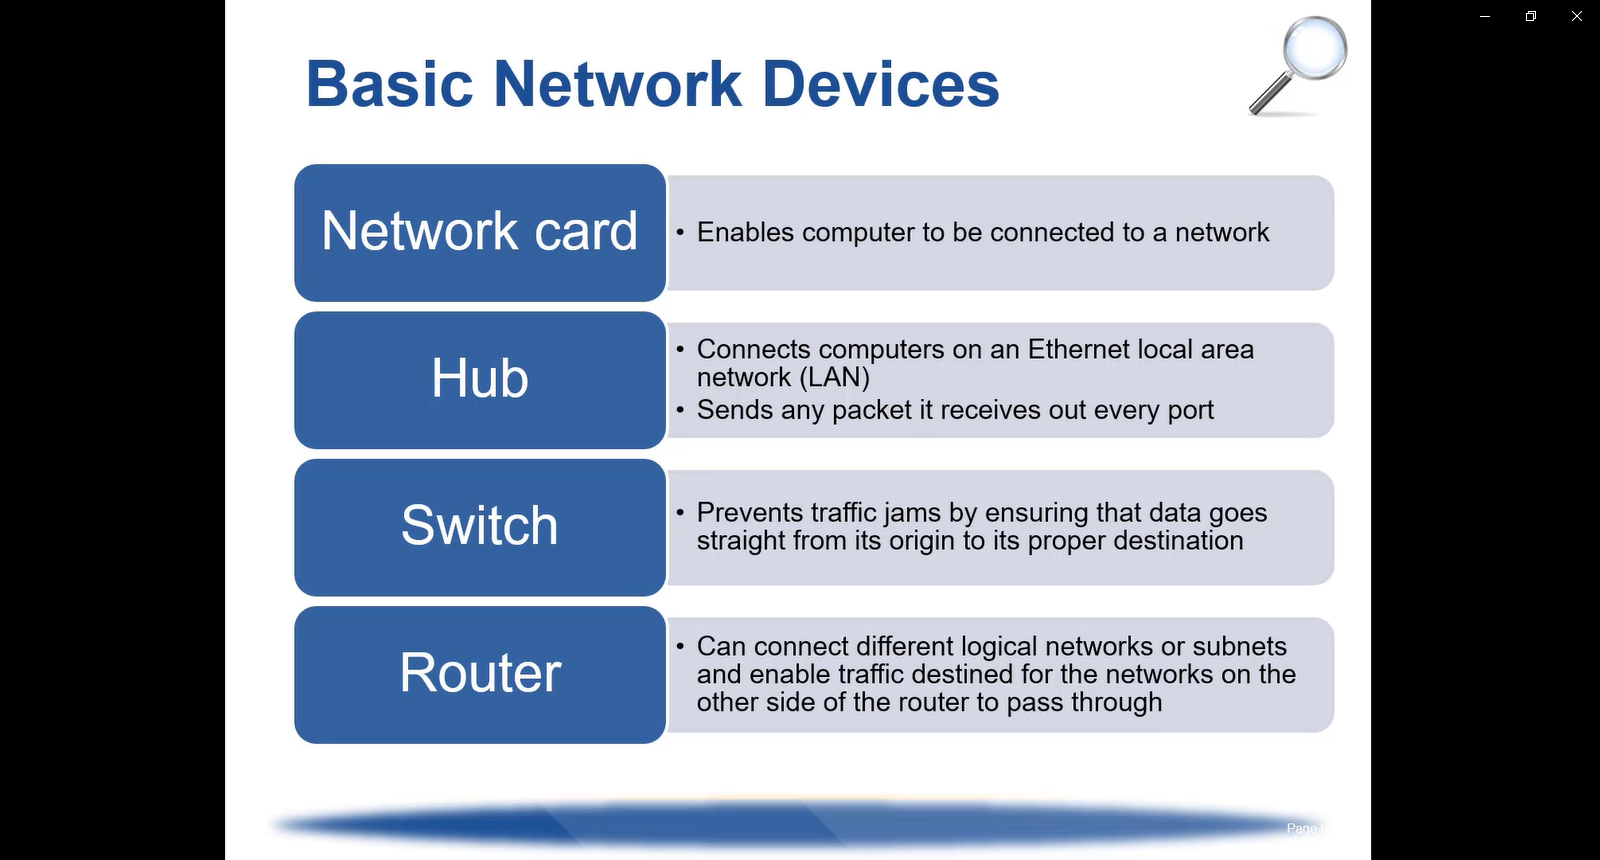 Basic Network Devices
Network card
• Enables computer to be connected to a network
Hub
• Connects computers on an Ethernet local area
network (LAN)
• Sends any packet it receives out every port
Switch
• Prevents traffic jams by ensuring that data goes
straight from its origin to its proper destination
Router
• Can connect different logical networks or subnets
and enable traffic destined for the networks on the
other side of the router to pass through
Page